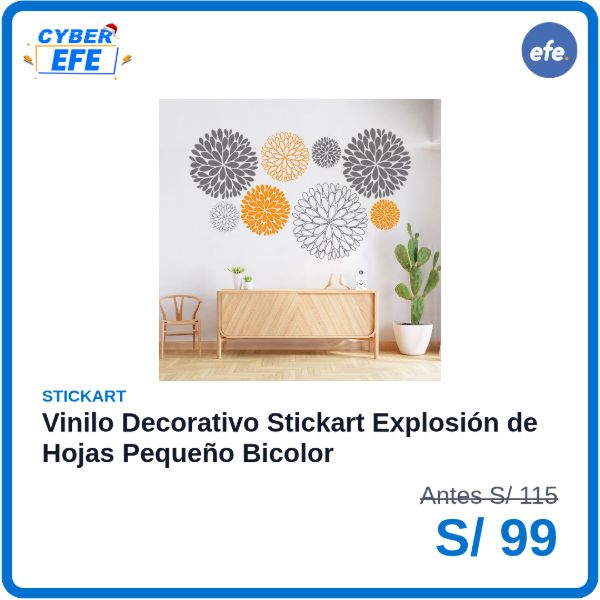 CYBER
EFE
efe.
STICKART
Vinilo Decorativo Stickart Explosión de
Hojas Pequeño Bicolor
Antes S/ 115
S/ 99